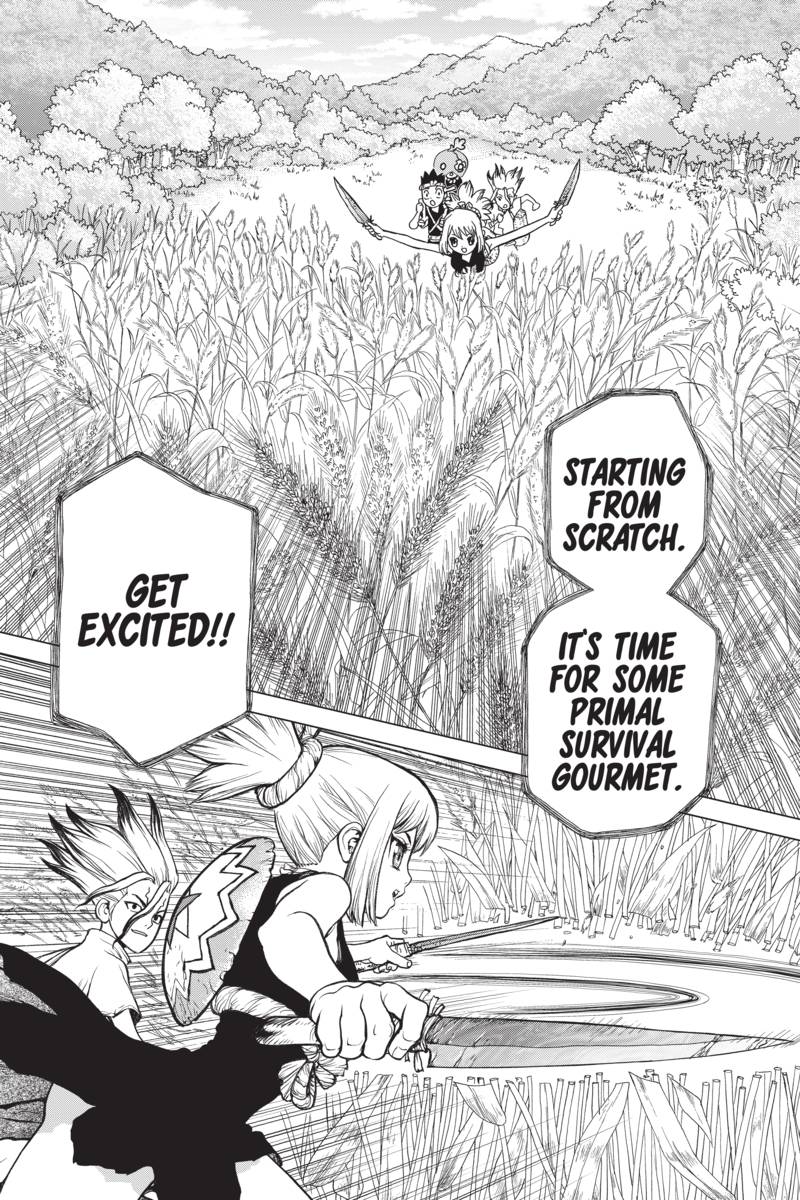 STARTING
FROM
SCRATCH.
IT'S TIME
FOR SOME
PRIMAL
SURVIVAL
GOURMET.
GET
EXCITED!!